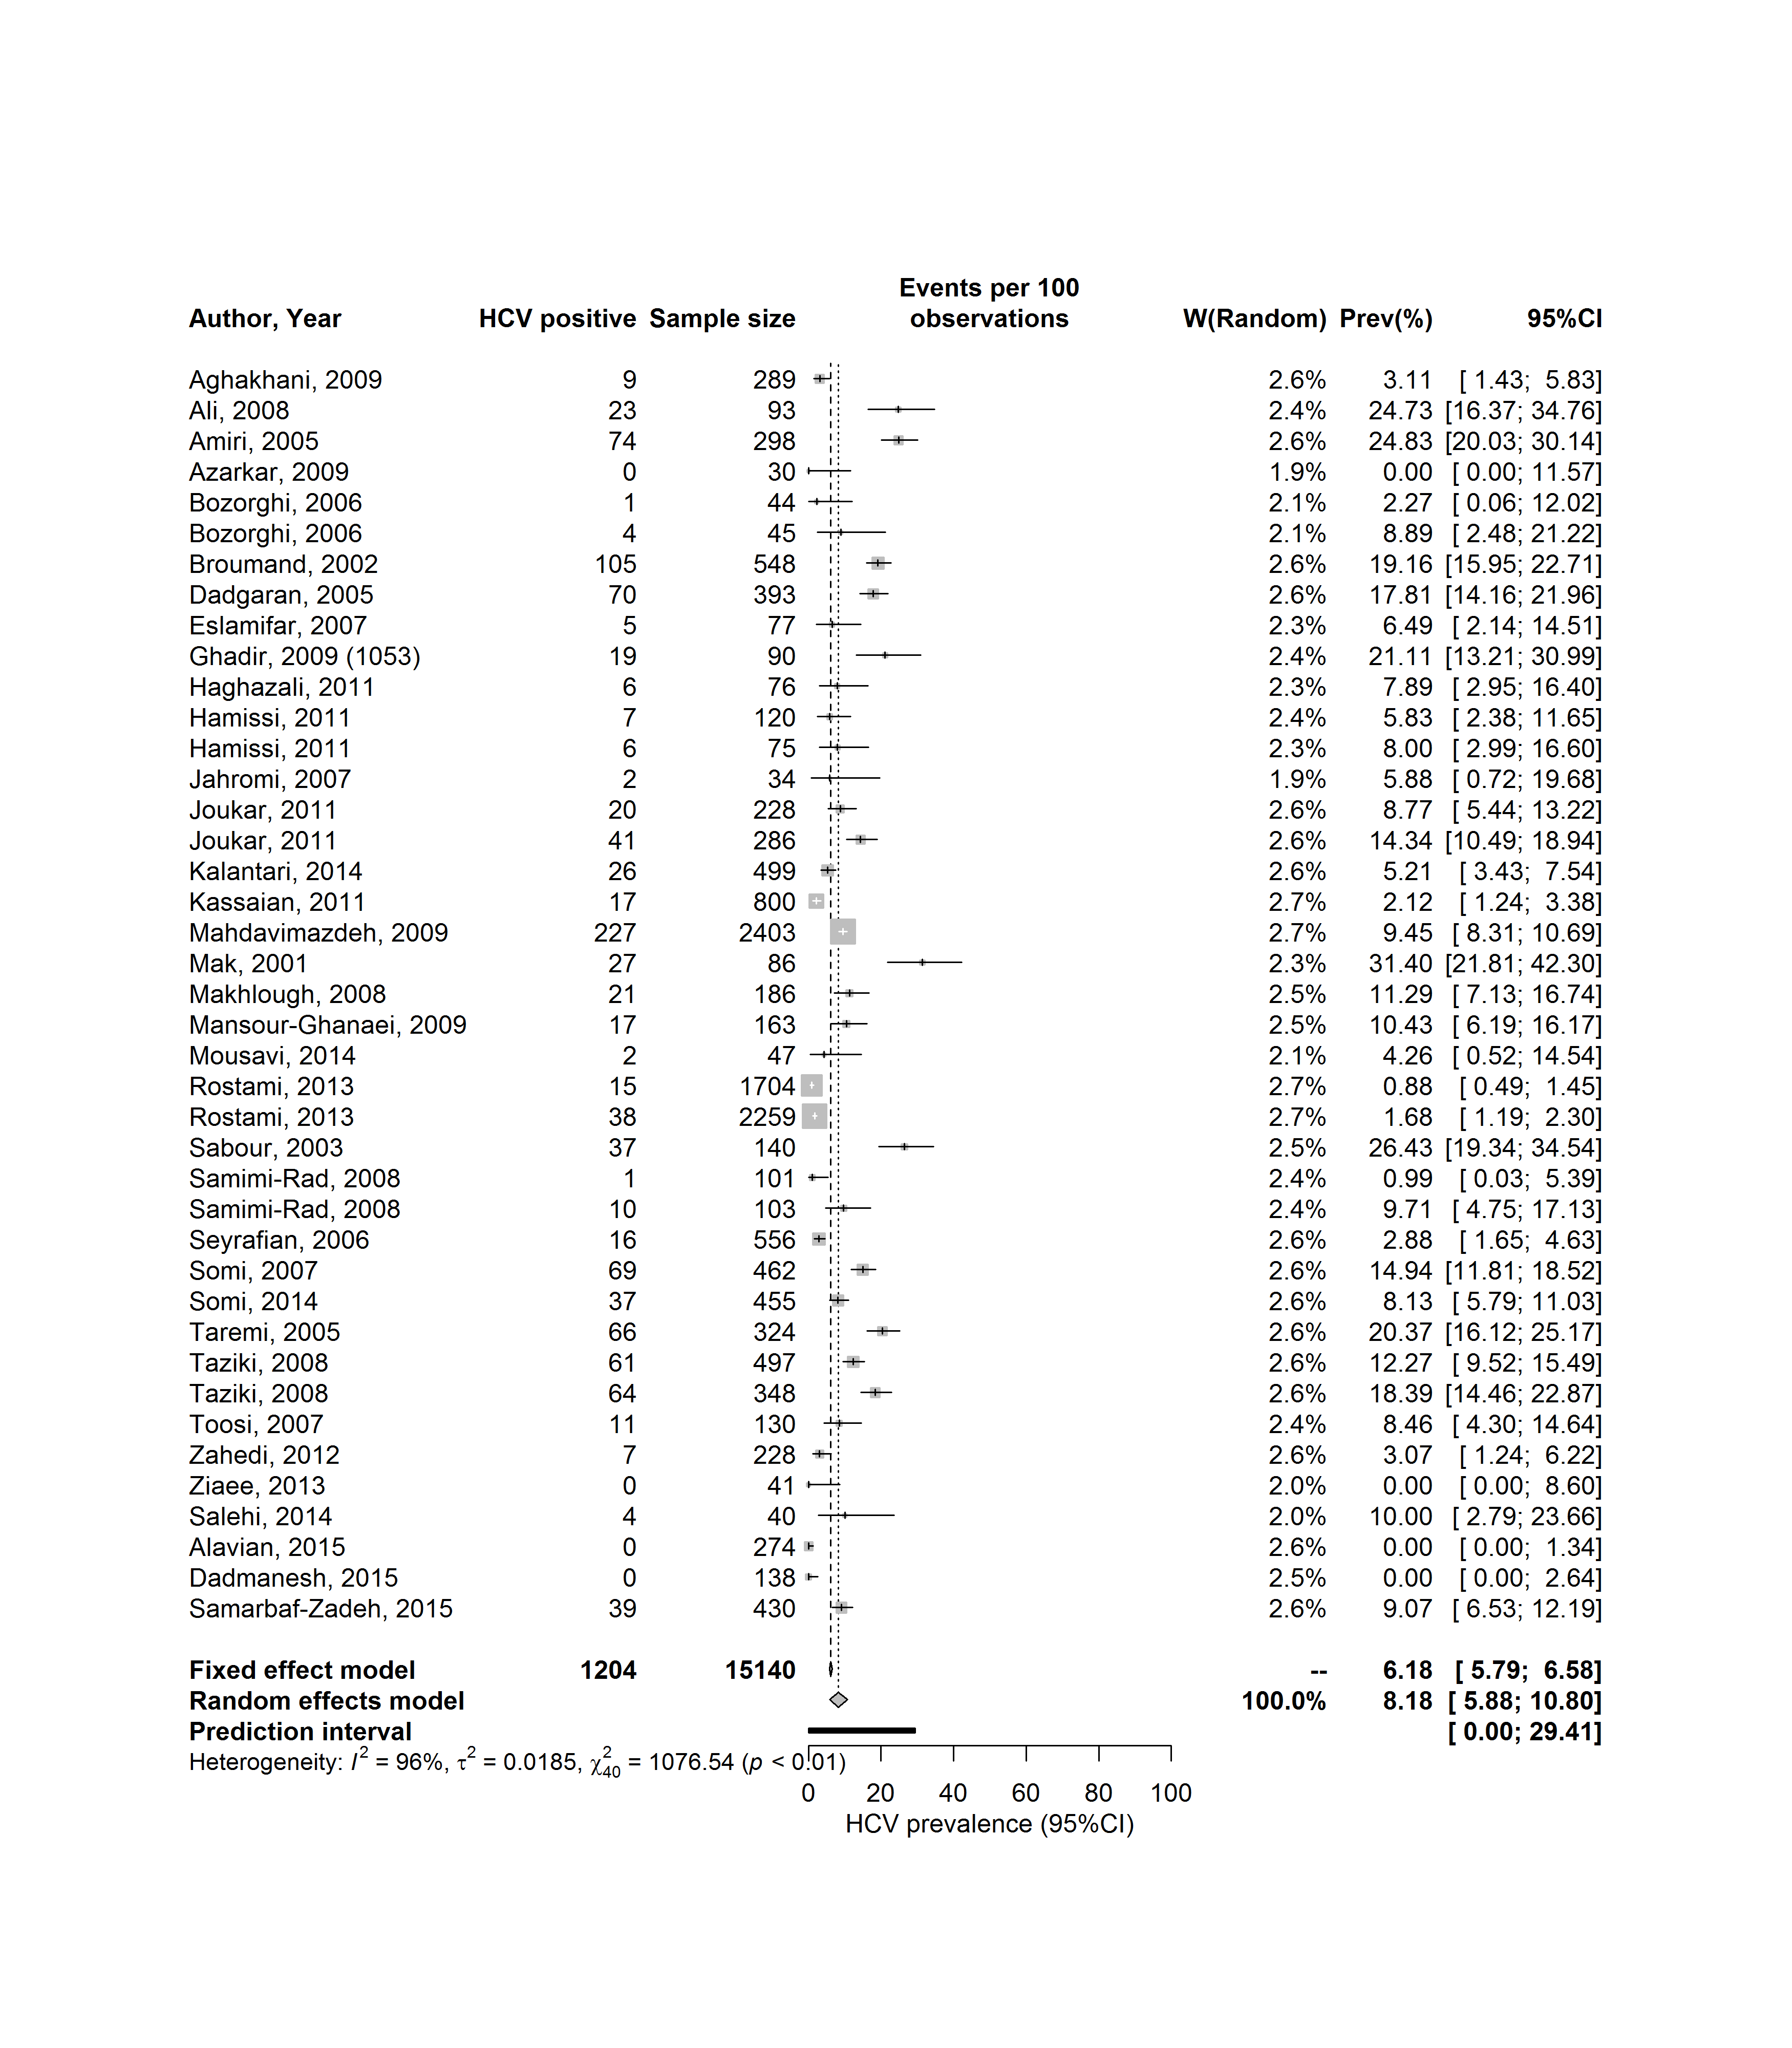 Events per 100
Author, Year HCV positive Sample size observations W(Random) Prev(%) 95%CI
Aghakhani, 2009 9 289 2.6% 3.11 [ 1.43; 5.83]
Ali, 2008 23 93 2.4% 24.73 [16.37; 34.76]
Amiri, 2005 74 298 2.6% 24.83 [20.03; 30.14]
Azarkar, 2009 0 30 1.9% 0.00 [ 0.00; 11.57]
Bozorghi, 2006 1 44 2.1% 2.27 [ 0.06; 12.02]
Bozorghi, 2006 4 45 2.1% 8.89 [ 2.48; 21.22]
Broumand, 2002 105 548 2.6% 19.16 [15.95; 22.71]
Dadgaran, 2005 70 393 2.6% 17.81 [14.16; 21.96]
Eslamifar, 2007 5 77 2.3% 6.49 [ 2.14; 14.51]
Ghadir, 2009 (1053) 19 90 2.4% 21.11 [13.21; 30.99]
Haghazali, 2011 6 76 2.3% 7.89 [ 2.95; 16.40]
Hamissi, 2011 7 120 2.4% 5.83 [ 2.38; 11.65]
Hamissi, 2011 6 75 2.3% 8.00 [ 2.99; 16.60]
Jahromi, 2007 2 34 1.9% 5.88 [ 0.72; 19.68]
Joukar, 2011 20 228 2.6% 8.77 [ 5.44; 13.22]
Joukar, 2011 41 286 2.6% 14.34 [10.49; 18.94]
Kalantari, 2014 26 499 2.6% 5.21 [ 3.43; 7.54]
Kassaian, 2011 17 800 2.7% 2.12 [ 1.24; 3.38]
Mahdavimazdeh, 2009 227 2403 2.7% 9.45 [ 8.31; 10.69]
Mak, 2001 27 86 2.3% 31.40 [21.81; 42.30]
Makhlough, 2008 21 186 2.5% 11.29 [ 7.13; 16.74]
Mansour-Ghanaei, 2009 17 163 2.5% 10.43 [ 6.19; 16.17]
Mousavi, 2014 2 47 2.1% 4.26 [ 0.52; 14.54]
Rostami, 2013 15 1704 2.7% 0.88 [ 0.49; 1.45]
Rostami, 2013 38 2259 2.7% 1.68 [ 1.19; 2.30]
Sabour, 2003 37 140 2.5% 26.43 [19.34; 34.54]
Samimi-Rad, 2008 1 101 2.4% 0.99 [ 0.03; 5.39]
Samimi-Rad, 2008 10 103 2.4% 9.71 [ 4.75; 17.13]
Seyrafian, 2006 16 556 2.6% 2.88 [ 1.65; 4.63]
Somi, 2007 69 462 2.6% 14.94 [11.81; 18.52]
Somi, 2014 37 455 2.6% 8.13 [ 5.79; 11.03]
Taremi, 2005 66 324 2.6% 20.37 [16.12; 25.17]
Taziki, 2008 61 497 2.6% 12.27 [ 9.52; 15.49]
Taziki, 2008 64 348 2.6% 18.39 [14.46; 22.87]
Toosi, 2007 11 130 2.4% 8.46 [ 4.30; 14.64]
Zahedi, 2012 7 228 2.6% 3.07 [ 1.24; 6.22]
Ziaee, 2013 0 41 2.0% 0.00 [ 0.00; 8.60]
Salehi, 2014 4 40 2.0% 10.00 [ 2.79; 23.66]
Alavian, 2015 0 274 2.6% 0.00 [ 0.00; 1.34]
Dadmanesh, 2015 0 138 2.5% 0.00 [ 0.00; 2.64]
Samarbaf-Zadeh, 2015 39 430 2.6% 9.07 [ 6.53; 12.19]
Fixed effect model 1204 15140 -- 6.18 [ 5.79; 6.58]
Random effects model 100.0% 8.18 [ 5.88; 10.80]
Prediction interval [ 0.00; 29.41]
Heterogeneity: I² = 96%, τ² = 0.0185, χ²₄₀ = 1076.54 (p < 0.01)
0 20 40 60 80 100
HCV prevalence (95%CI)